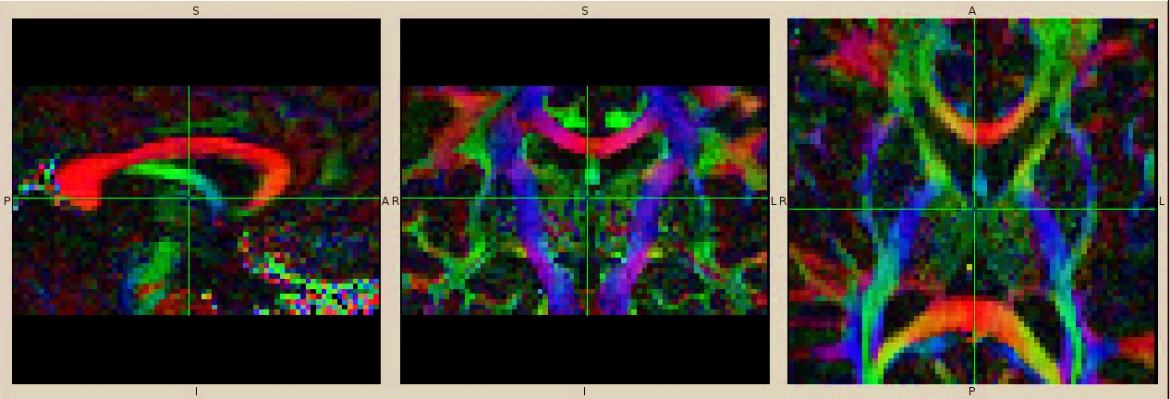 S S A
P A R L R L
I I P